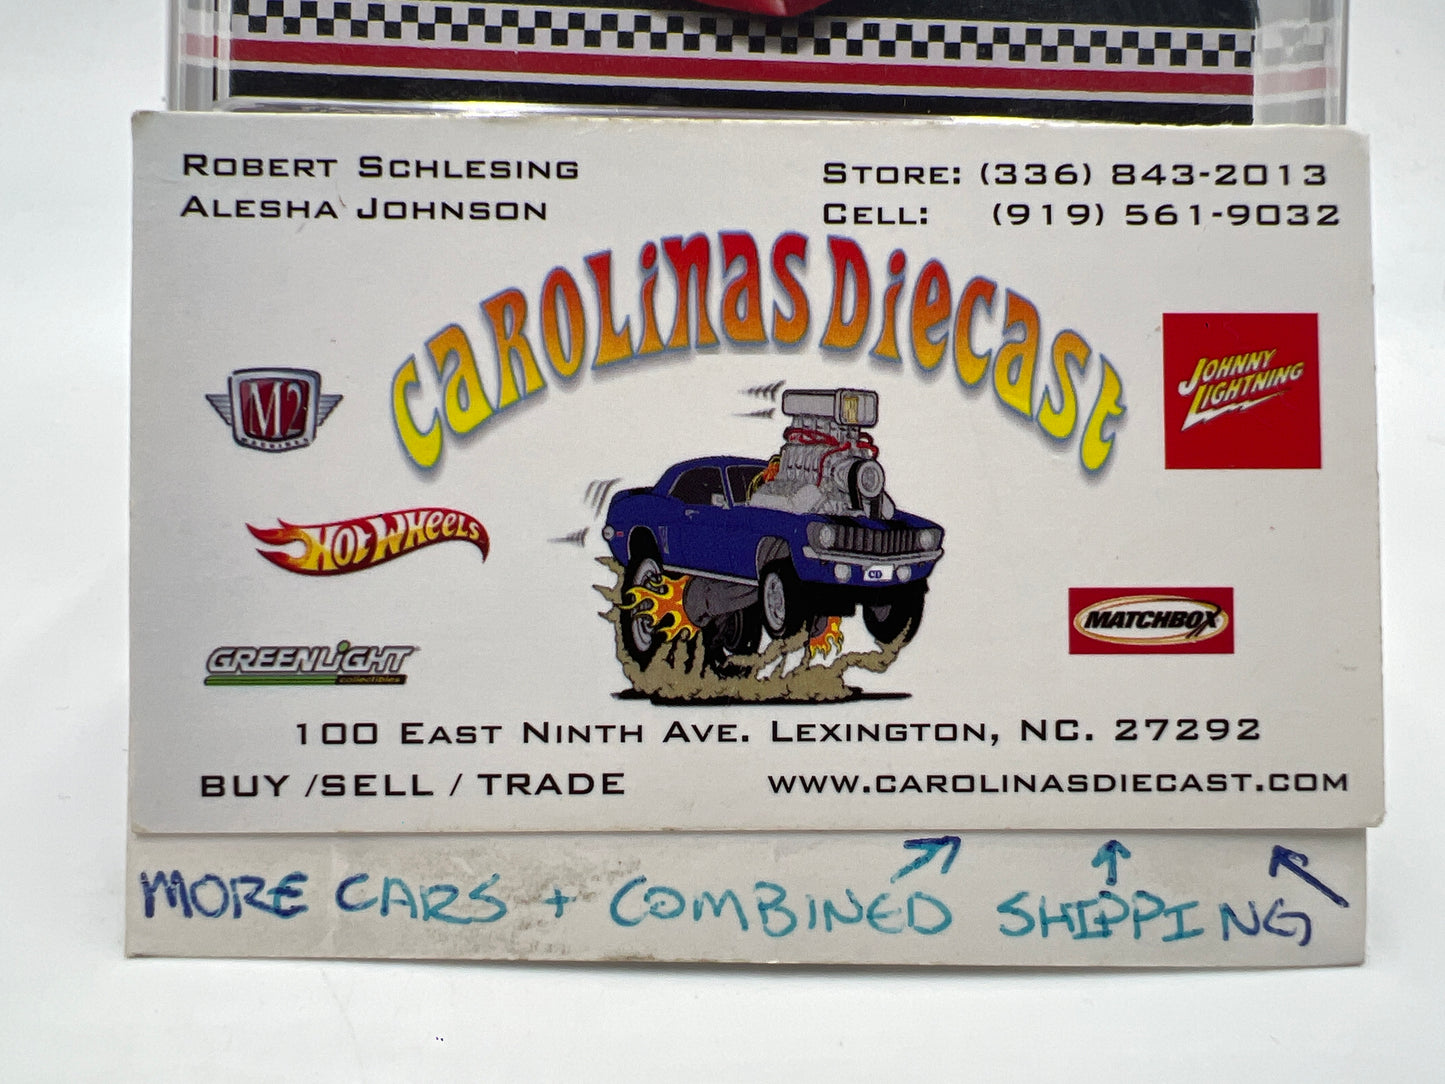 ROBERT SCHLESING
ALESHA JOHNSON
STORE: (336) 843-2013
CELL: (919) 561-9032
CAROLINAS DIECAST
M2
MACHINES
JOHNNY
LIGHTNING
HOT WHEELS
CD
MATCHBOX
GREENLIGHT
collectibles
100 EAST NINTH AVE. LEXINGTON, NC. 27292
BUY /SELL / TRADE
WWW.CAROLINASDIECAST.COM
MORE CARS + COMBINED SHIPPING